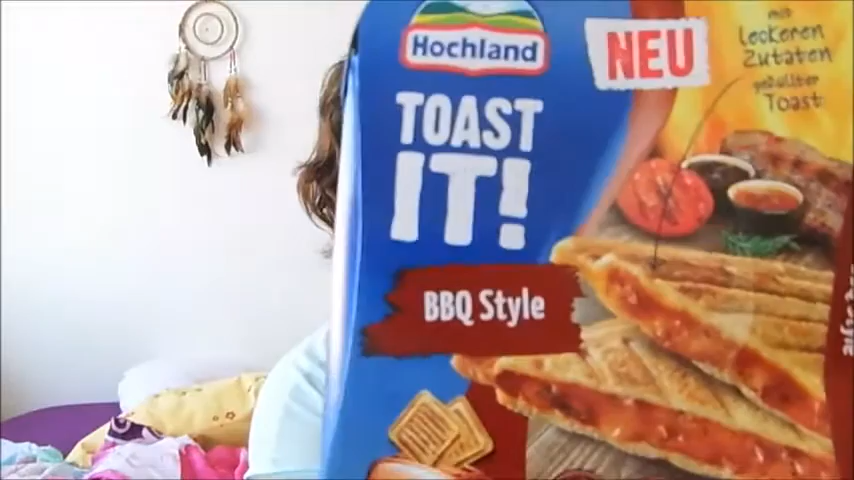 Hochland
NEU
mit
leckeren
Zutaten
gefüllter
Toast
TOAST
IT!
BBQ Style